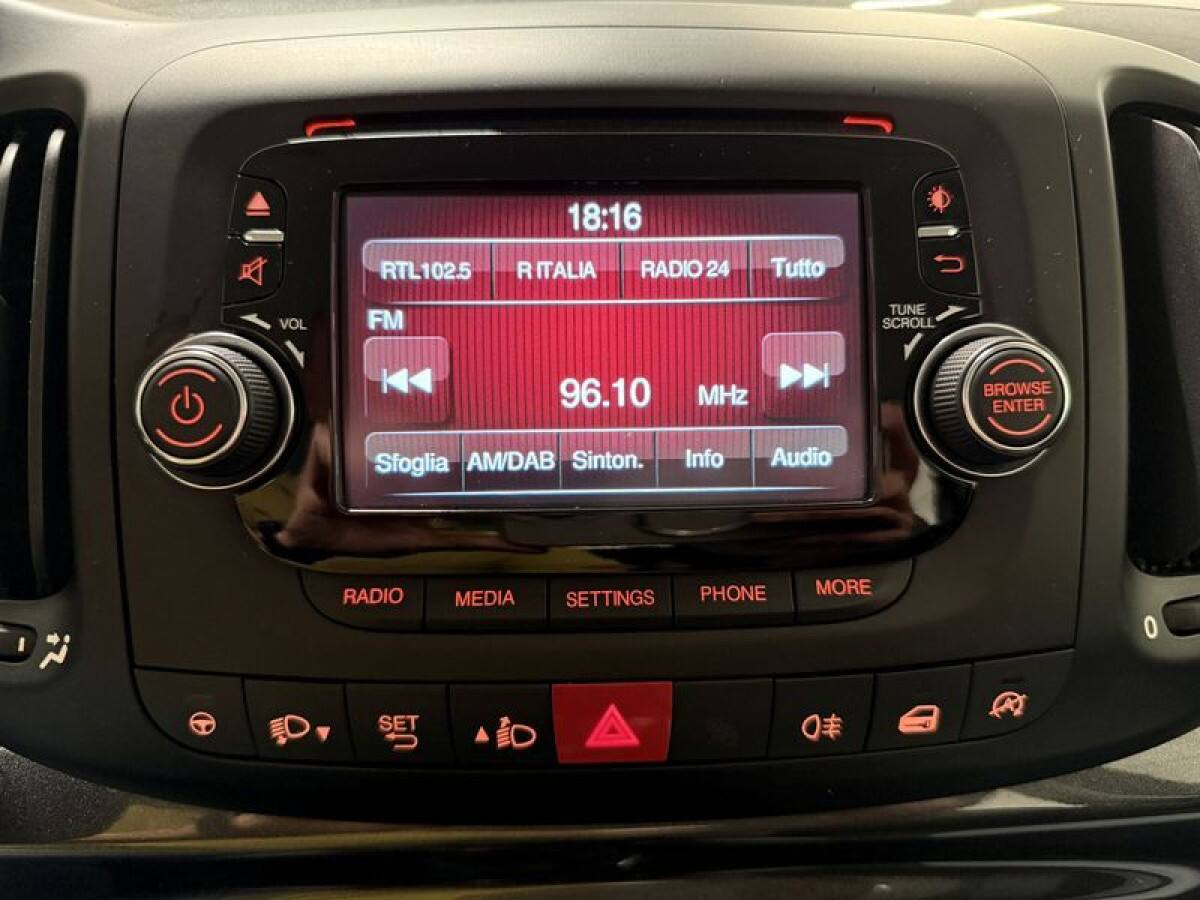 18:16
RTL102.5 R ITALIA RADIO 24 Tutto
FM
VOL
TUNE
SCROLL
96.10 MHz
BROWSE
ENTER
Sfoglia AM/DAB Sinton. Info Audio
RADIO MEDIA SETTINGS PHONE MORE
0
SET